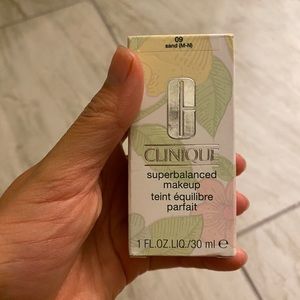 09
sand (M-N)
CLINIQUE
superbalanced
makeup
teint équilibre
parfait
1 FL.OZ.LIQ./30 ml ℮